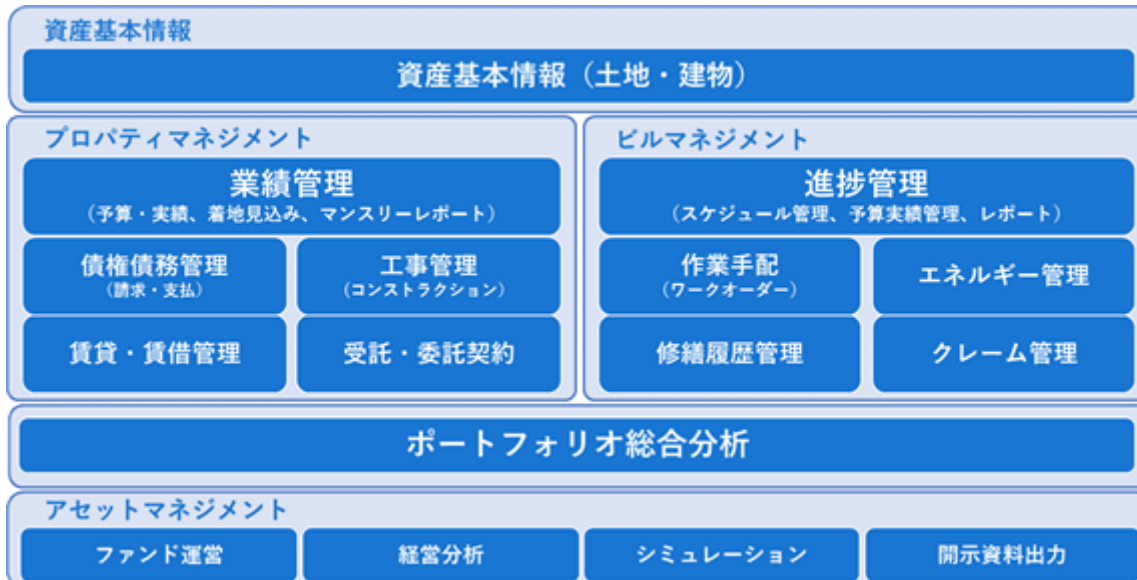 資産基本情報
資産基本情報（土地・建物）
プロパティマネジメント
業績管理
（予算・実績、着地見込み、マンスリーレポート）
債権債務管理
（請求・支払）
工事管理
（コンストラクション）
賃貸・賃借管理
受託・委託契約
ビルマネジメント
進捗管理
（スケジュール管理、予算実績管理、レポート）
作業手配
（ワークオーダー）
エネルギー管理
修繕履歴管理
クレーム管理
ポートフォリオ総合分析
アセットマネジメント
ファンド運営
経営分析
シミュレーション
開示資料出力